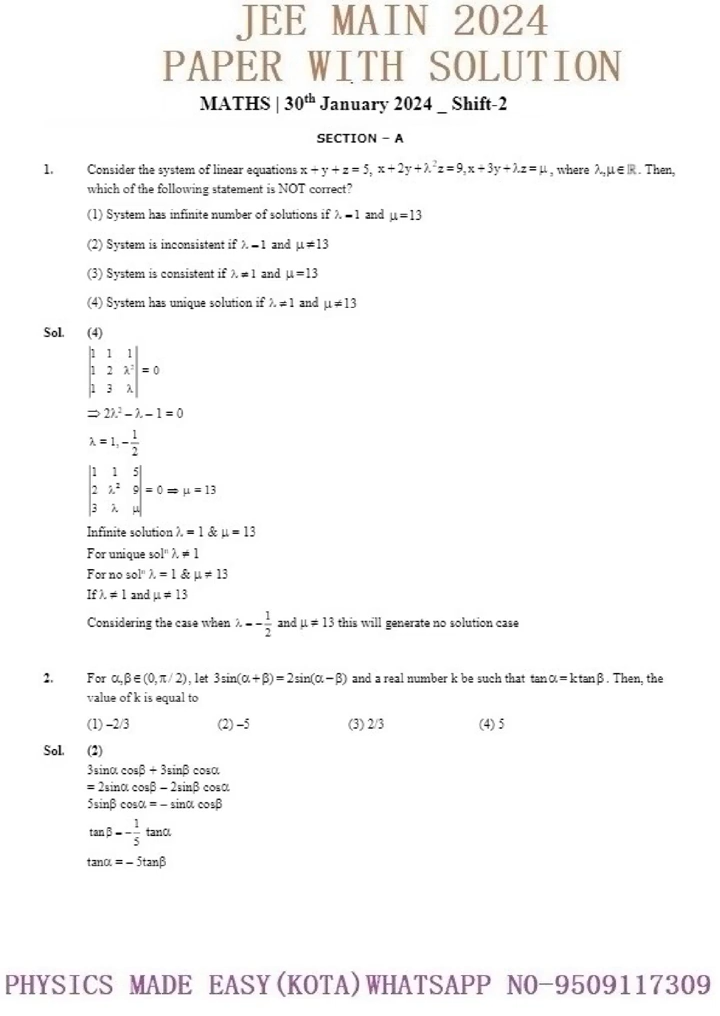 JEE MAIN 2024
PAPER WITH SOLUTION
MATHS | 30th January 2024 _ Shift-2
SECTION – A
1. Consider the system of linear equations x + y + z = 5, x + 2y + λ²z = 9, x + 3y + λz = μ, where λ, μ ∈ ℝ. Then,
which of the following statement is NOT correct?
(1) System has infinite number of solutions if λ = 1 and μ = 13
(2) System is inconsistent if λ = 1 and μ ≠ 13
(3) System is consistent if λ ≠ 1 and μ = 13
(4) System has unique solution if λ ≠ 1 and μ ≠ 13
Sol. (4)
|1 1 1|
|1 2 λ²| = 0
|1 3 λ|
⇒ 2λ² – λ – 1 = 0
λ = 1, –1/2
|1 1 5|
|2 λ² 9| = 0 ⇒ μ = 13
|3 λ μ|
Infinite solution λ = 1 & μ = 13
For unique solⁿ λ ≠ 1
For no solⁿ λ = 1 & μ ≠ 13
If λ ≠ 1 and μ ≠ 13
Considering the case when λ = –1/2 and μ ≠ 13 this will generate no solution case
2. For α, β ∈ (0, π / 2), let 3sin(α + β) = 2sin(α – β) and a real number k be such that tan α = k tan β. Then, the
value of k is equal to
(1) –2/3 (2) –5 (3) 2/3 (4) 5
Sol. (2)
3sinα cosβ + 3sinβ cosα
= 2sinα cosβ – 2sinβ cosα
5sinβ cosα = – sinα cosβ
tan β = –1/5 tanα
tanα = – 5tanβ
PHYSICS MADE EASY(KOTA)WHATSAPP NO-9509117309